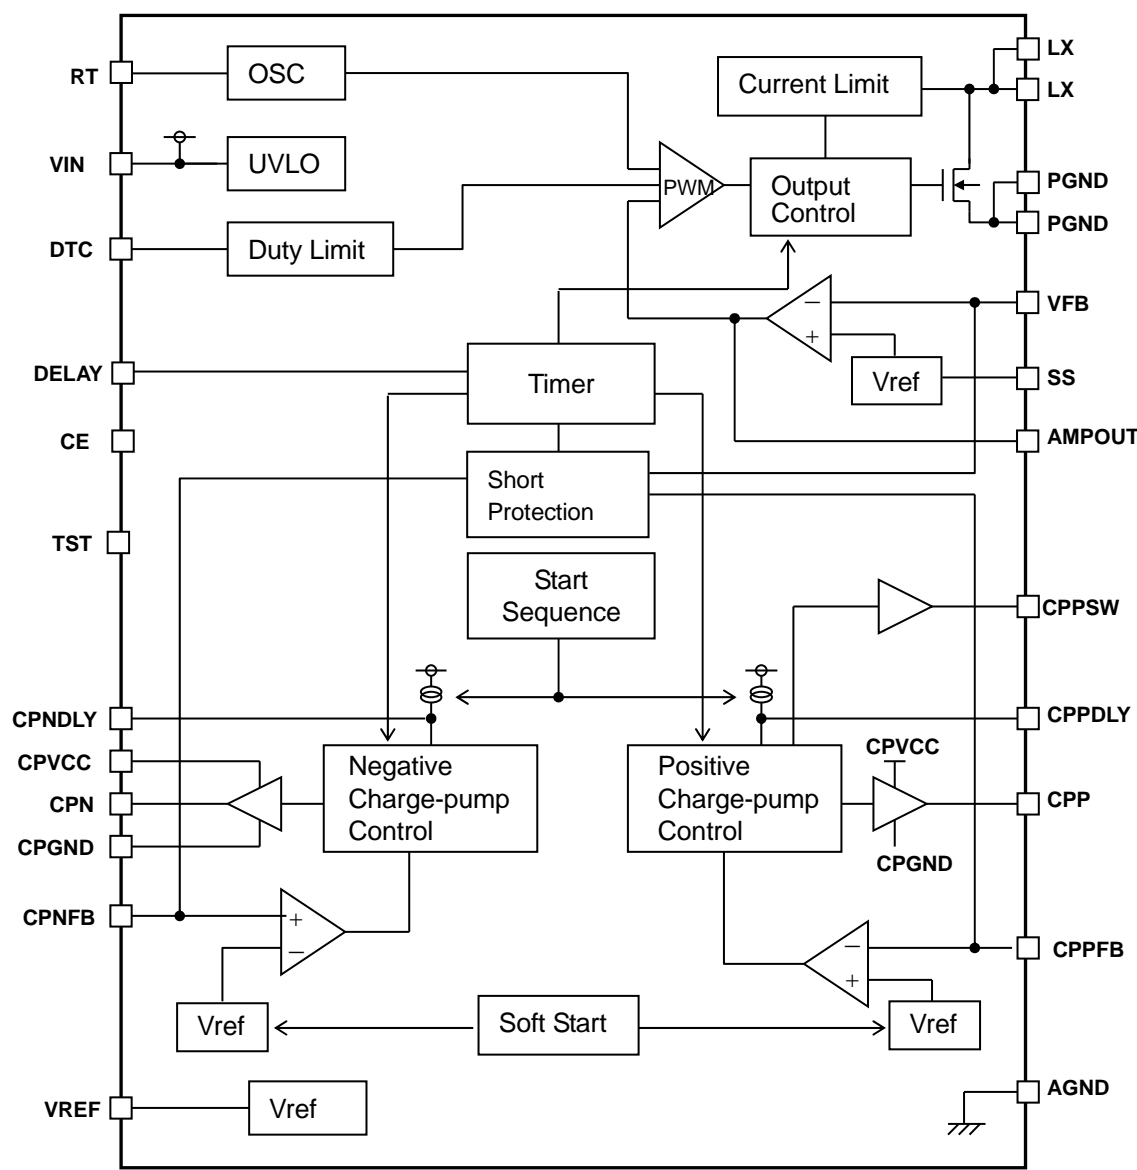 LX
RT
OSC
Current Limit
LX
VIN
UVLO
PWM
Output
Control
PGND
PGND
DTC
Duty Limit
VFB
−
+
DELAY
Timer
Vref
SS
CE
AMPOUT
Short
Protection
TST
Start
Sequence
CPPSW
CPNDLY
CPPDLY
CPVCC
CPN
CPGND
Negative
Charge-pump
Control
Positive
Charge-pump
Control
CPVCC
CPGND
CPP
CPNFB
+
−
−
+
CPPFB
Vref
Soft Start
Vref
VREF
Vref
AGND